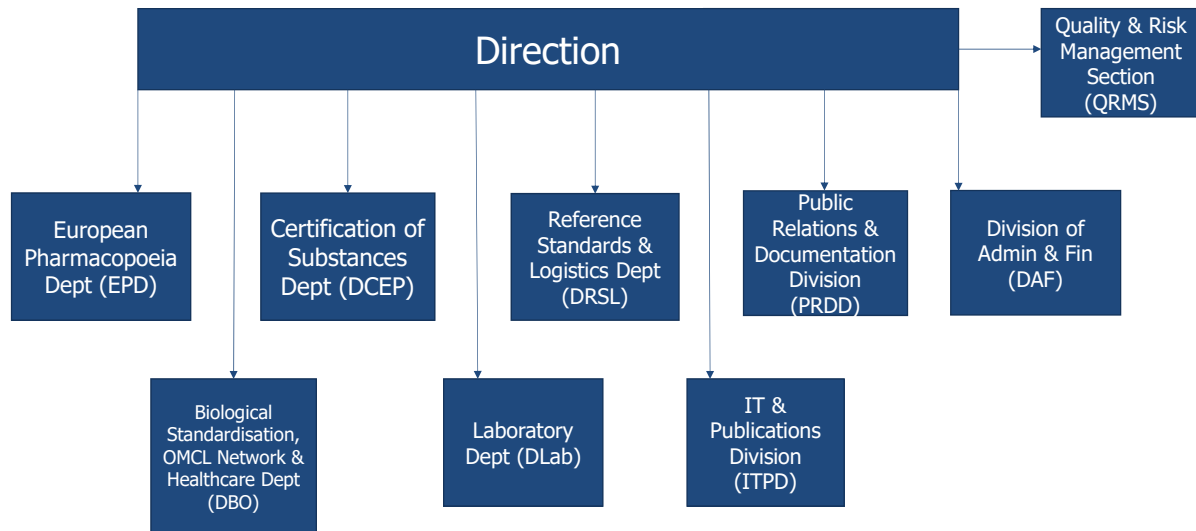 Direction
Quality & Risk
Management
Section
(QRMS)
European
Pharmacopoeia
Dept (EPD)
Certification of
Substances
Dept (DCEP)
Reference
Standards &
Logistics Dept
(DRSL)
Public
Relations &
Documentation
Division
(PRDD)
Division of
Admin & Fin
(DAF)
Biological
Standardisation,
OMCL Network &
Healthcare Dept
(DBO)
Laboratory
Dept (DLab)
IT &
Publications
Division
(ITPD)